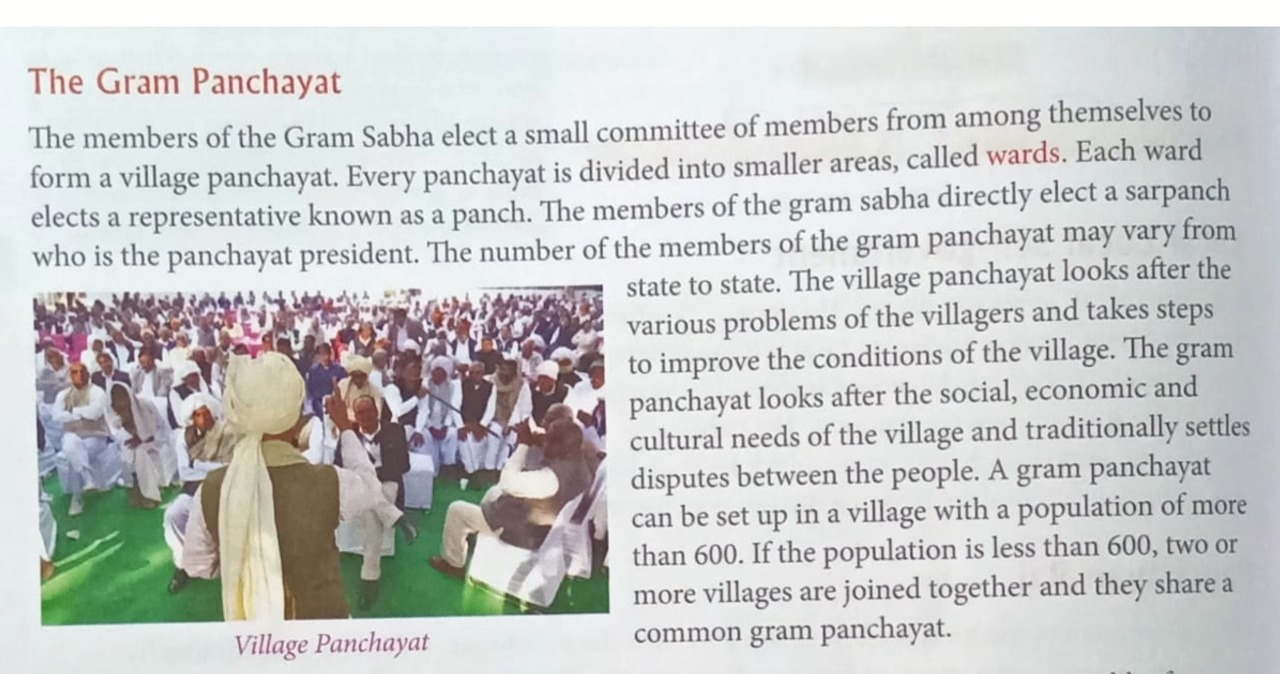 The Gram Panchayat
The members of the Gram Sabha elect a small committee of members from among themselves to
form a village panchayat. Every panchayat is divided into smaller areas, called wards. Each ward
elects a representative known as a panch. The members of the gram sabha directly elect a sarpanch
who is the panchayat president. The number of the members of the gram panchayat may vary from
state to state. The village panchayat looks after the
various problems of the villagers and takes steps
to improve the conditions of the village. The gram
panchayat looks after the social, economic and
cultural needs of the village and traditionally settles
disputes between the people. A gram panchayat
can be set up in a village with a population of more
than 600. If the population is less than 600, two or
more villages are joined together and they share a
common gram panchayat.
Village Panchayat